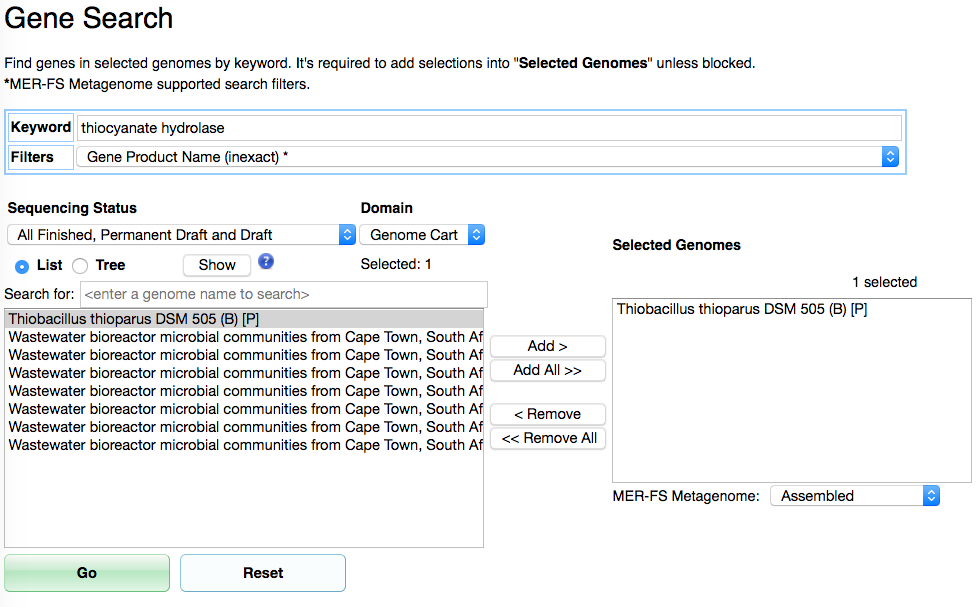 Gene Search
Find genes in selected genomes by keyword. It's required to add selections into "Selected Genomes" unless blocked.
*MER-FS Metagenome supported search filters.
Keyword thiocyanate hydrolase
Filters Gene Product Name (inexact) *
Sequencing Status Domain
All Finished, Permanent Draft and Draft Genome Cart
List Tree Show ? Selected: 1
Search for: <enter a genome name to search>
Thiobacillus thioparus DSM 505 (B) [P]
Wastewater bioreactor microbial communities from Cape Town, South Af
Wastewater bioreactor microbial communities from Cape Town, South Af
Wastewater bioreactor microbial communities from Cape Town, South Af
Wastewater bioreactor microbial communities from Cape Town, South Af
Wastewater bioreactor microbial communities from Cape Town, South Af
Wastewater bioreactor microbial communities from Cape Town, South Af
Wastewater bioreactor microbial communities from Cape Town, South Af
Add >
Add All >>
< Remove
<< Remove All
Selected Genomes
1 selected
Thiobacillus thioparus DSM 505 (B) [P]
MER-FS Metagenome: Assembled
Go Reset